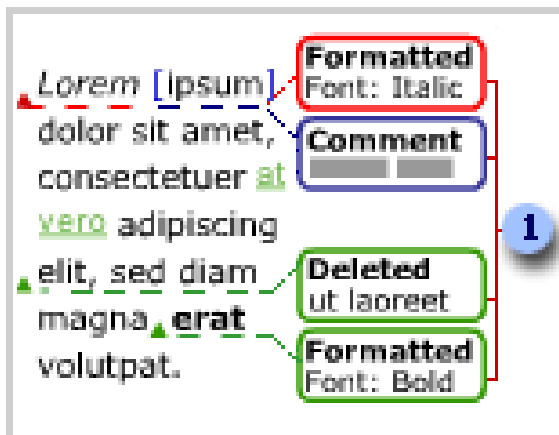 Lorem [ipsum]
dolor sit amet,
consectetuer at
vero adipiscing
elit, sed diam
magna erat
volutpat.
Formatted
Font: Italic
Comment
Deleted
ut laoreet
Formatted
Font: Bold
1